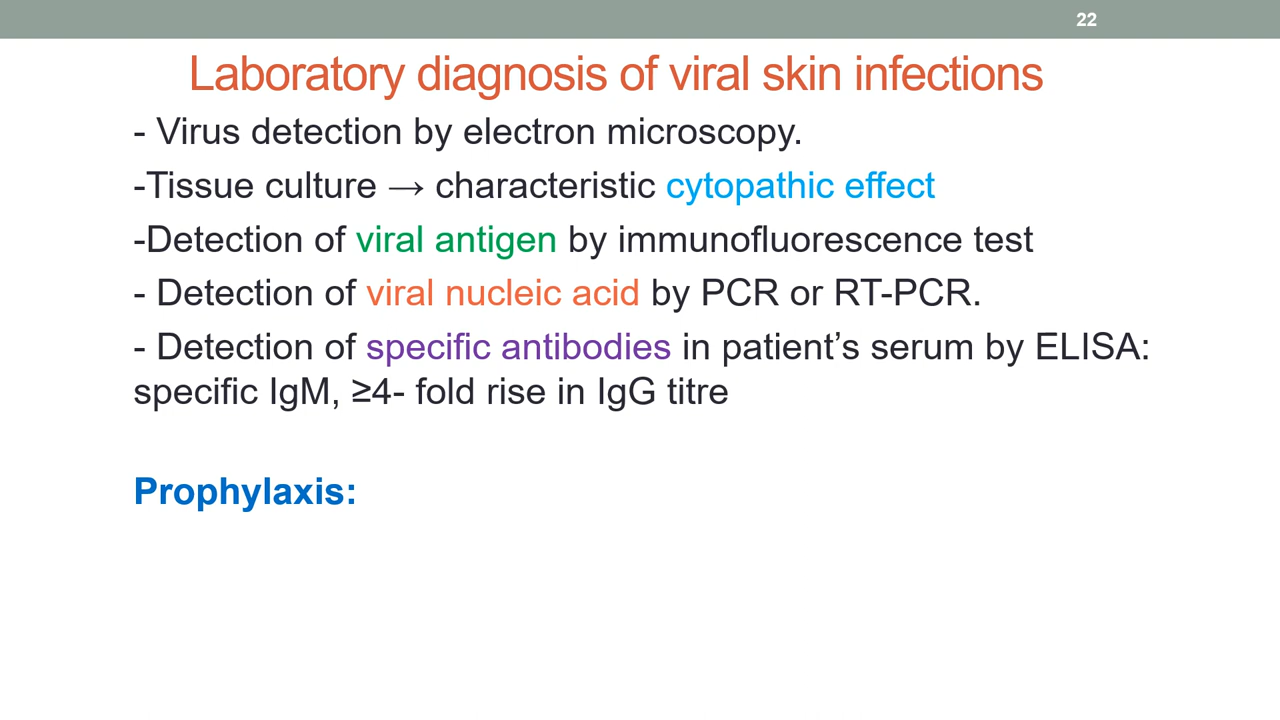 22
Laboratory diagnosis of viral skin infections
- Virus detection by electron microscopy.
-Tissue culture → characteristic cytopathic effect
-Detection of viral antigen by immunofluorescence test
- Detection of viral nucleic acid by PCR or RT-PCR.
- Detection of specific antibodies in patient’s serum by ELISA:
specific IgM, ≥4- fold rise in IgG titre
Prophylaxis: